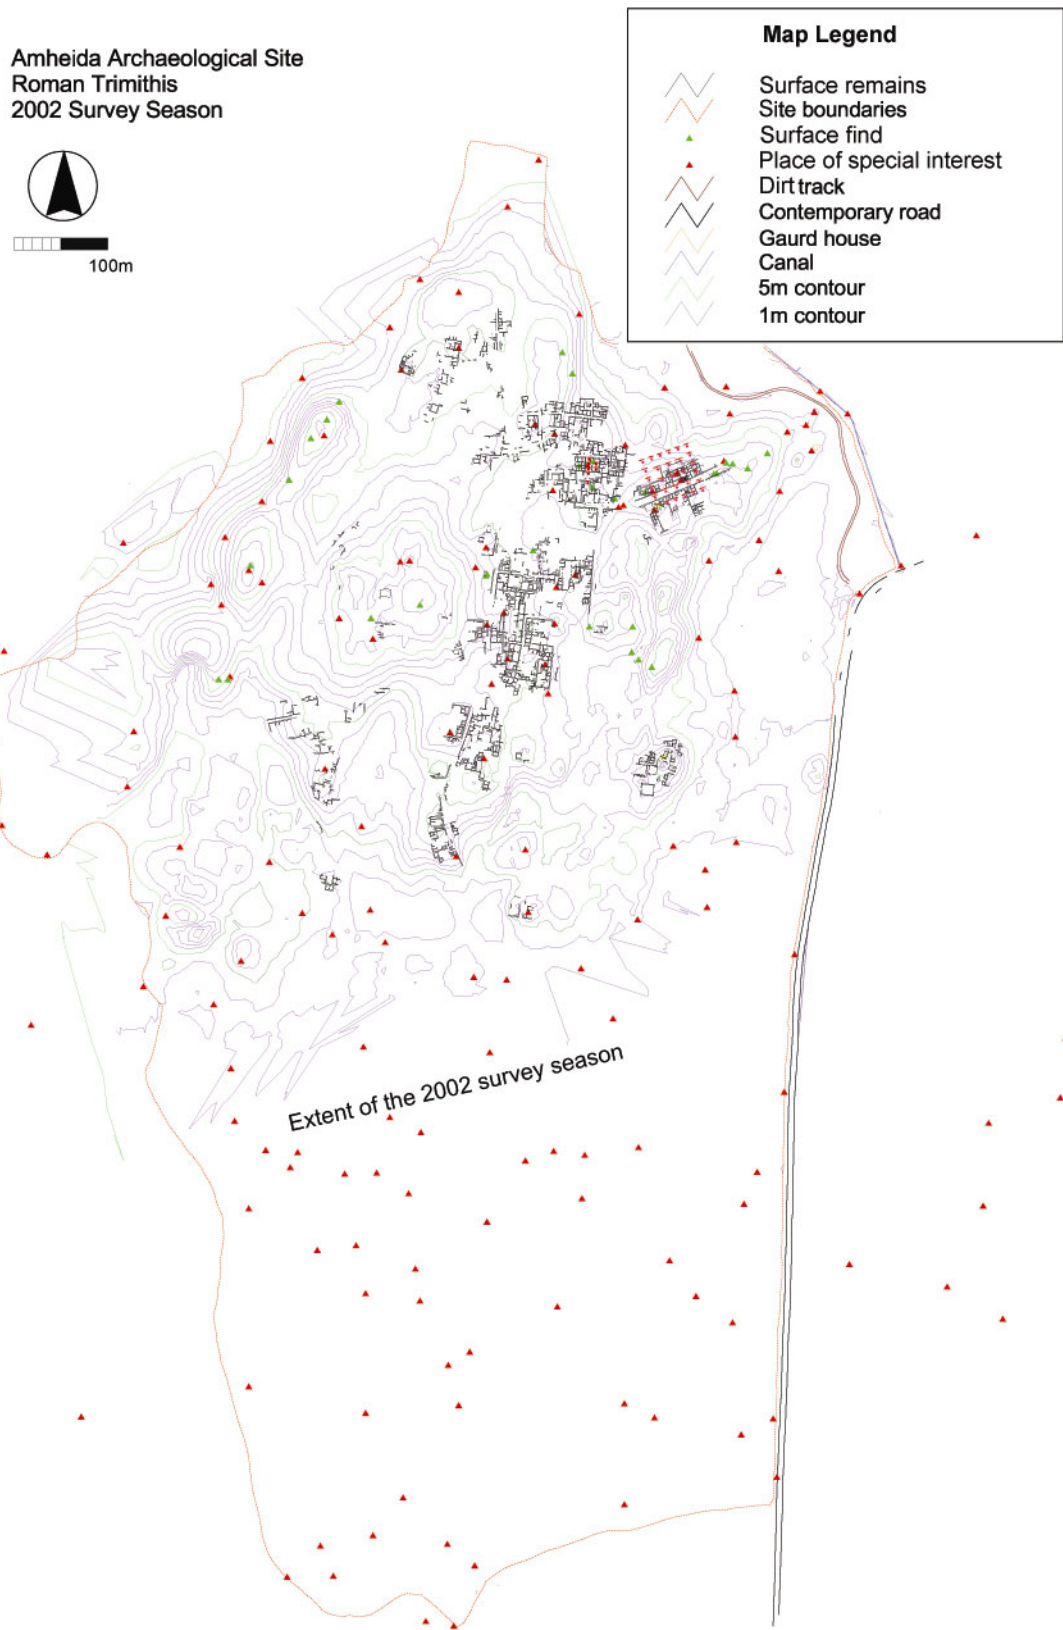 Amheida Archaeological Site
Roman Trimithis
2002 Survey Season
100m
Map Legend
Surface remains
Site boundaries
Surface find
Place of special interest
Dirt track
Contemporary road
Gaurd house
Canal
5m contour
1m contour
Extent of the 2002 survey season